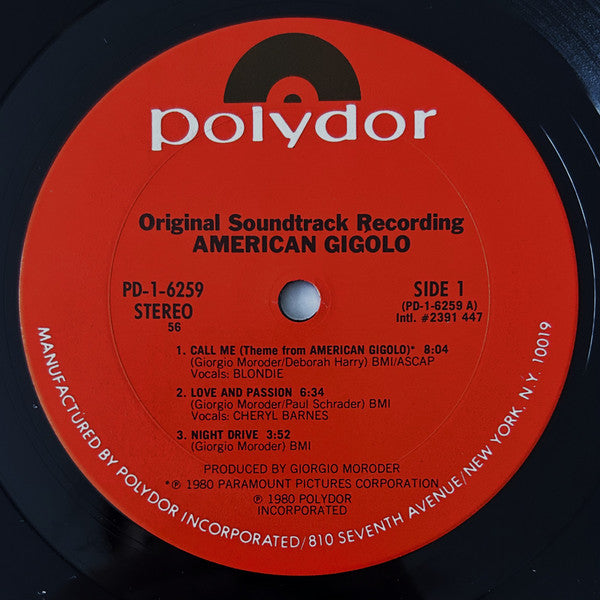 polydor
Original Soundtrack Recording
AMERICAN GIGOLO
PD-1-6259
STEREO
56
SIDE 1
(PD-1-6259 A)
Intl. #2391 447
1. CALL ME (Theme from AMERICAN GIGOLO)* 8:04
(Giorgio Moroder/Deborah Harry) BMI/ASCAP
Vocals: BLONDIE
2. LOVE AND PASSION 6:34
(Giorgio Moroder/Paul Schrader) BMI
Vocals: CHERYL BARNES
3. NIGHT DRIVE 3:52
(Giorgio Moroder) BMI
PRODUCED BY GIORGIO MORODER
*℗ 1980 PARAMOUNT PICTURES CORPORATION
℗ 1980 POLYDOR
INCORPORATED
MANUFACTURED BY POLYDOR INCORPORATED/810 SEVENTH AVENUE/NEW YORK. N.Y. 10019